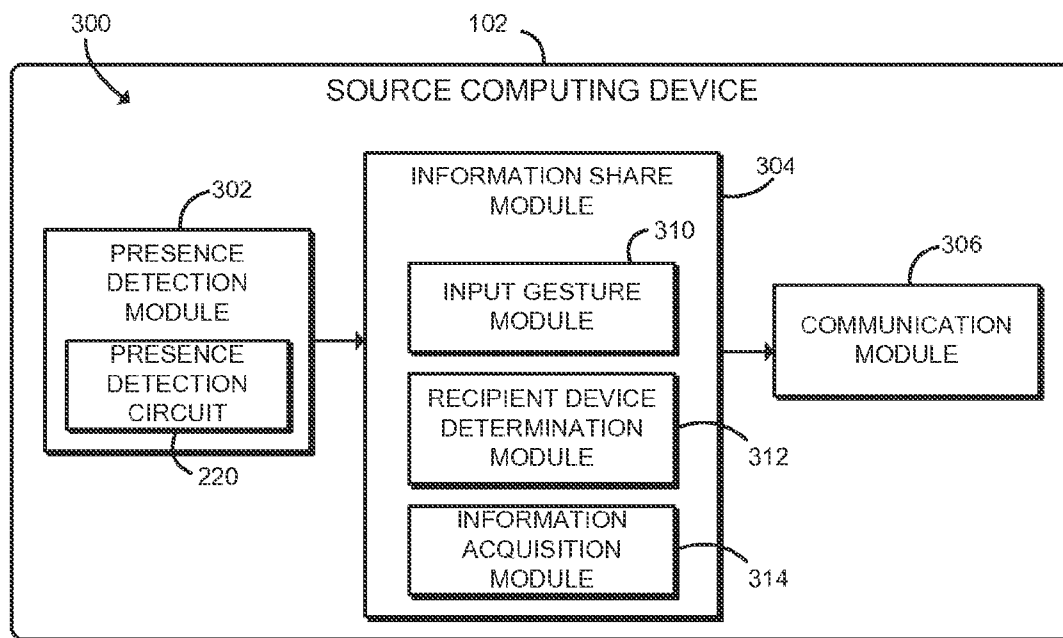 300
102
SOURCE COMPUTING DEVICE
302
PRESENCE
DETECTION
MODULE
PRESENCE
DETECTION
CIRCUIT
220
INFORMATION SHARE
MODULE
304
310
INPUT GESTURE
MODULE
RECIPIENT DEVICE
DETERMINATION
MODULE
312
INFORMATION
ACQUISITION
MODULE
314
306
COMMUNICATION
MODULE